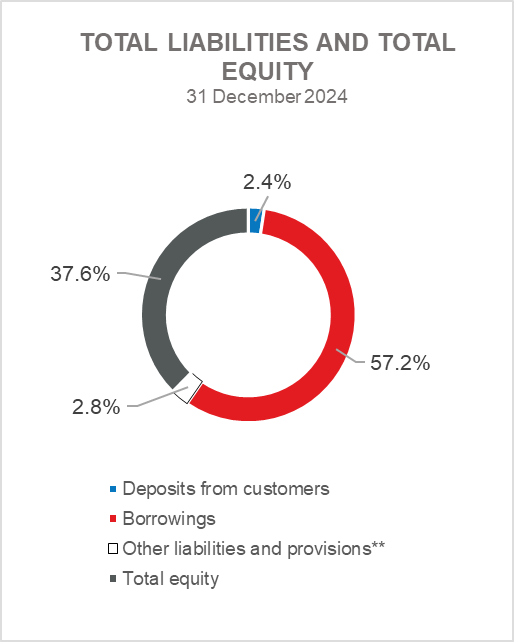 TOTAL LIABILITIES AND TOTAL
EQUITY
31 December 2024
2.4%
37.6%
57.2%
2.8%
Deposits from customers
Borrowings
Other liabilities and provisions**
Total equity